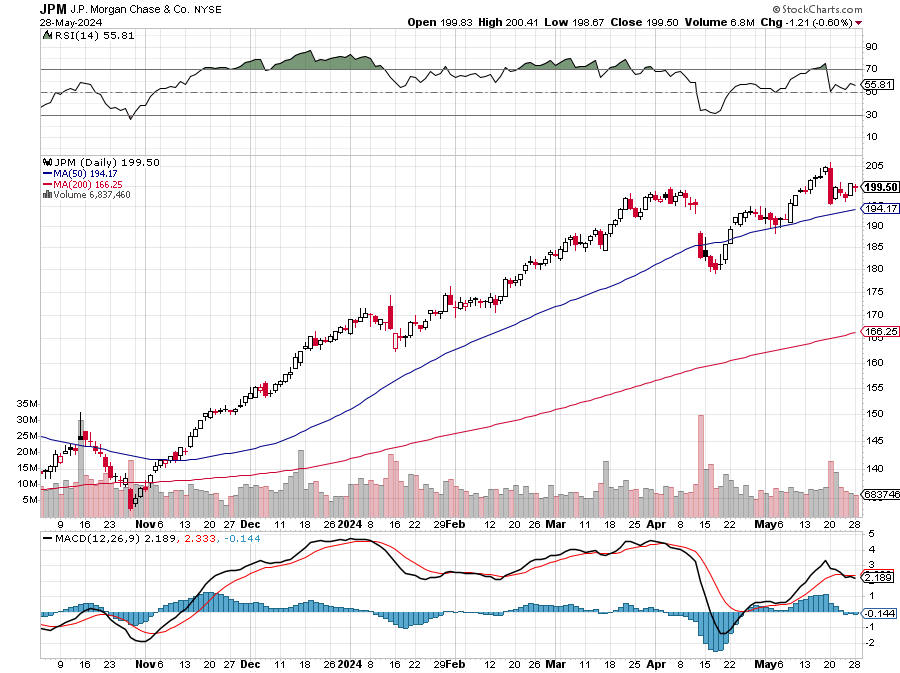 JPM J.P. Morgan Chase & Co. NYSE
© StockCharts.com
28-May-2024
Open 199.83 High 200.41 Low 198.67 Close 199.50 Volume 6.8M Chg -1.21 (-0.60%)
RSI(14) 55.81
90
70
55.81
50
30
10
JPM (Daily) 199.50
MA(50) 194.17
MA(200) 166.25
Volume 6,837,460
205
199.50
194.17
190
185
180
175
170
166.25
165
160
155
150
145
140
683746
35M
30M
25M
20M
15M
10M
5M
9 16 23 Nov 6 13 20 27 Dec 11 18 26 2024 8 16 22 29 Feb 12 20 26 Mar 11 18 25 Apr 8 15 22 May 6 13 20 28
MACD(12,26,9) 2.189, 2.333, -0.144
5
4
3
2.189
1
-0.144
-1
-2
9 16 23 Nov 6 13 20 27 Dec 11 18 26 2024 8 16 22 29 Feb 12 20 26 Mar 11 18 25 Apr 8 15 22 May 6 13 20 28